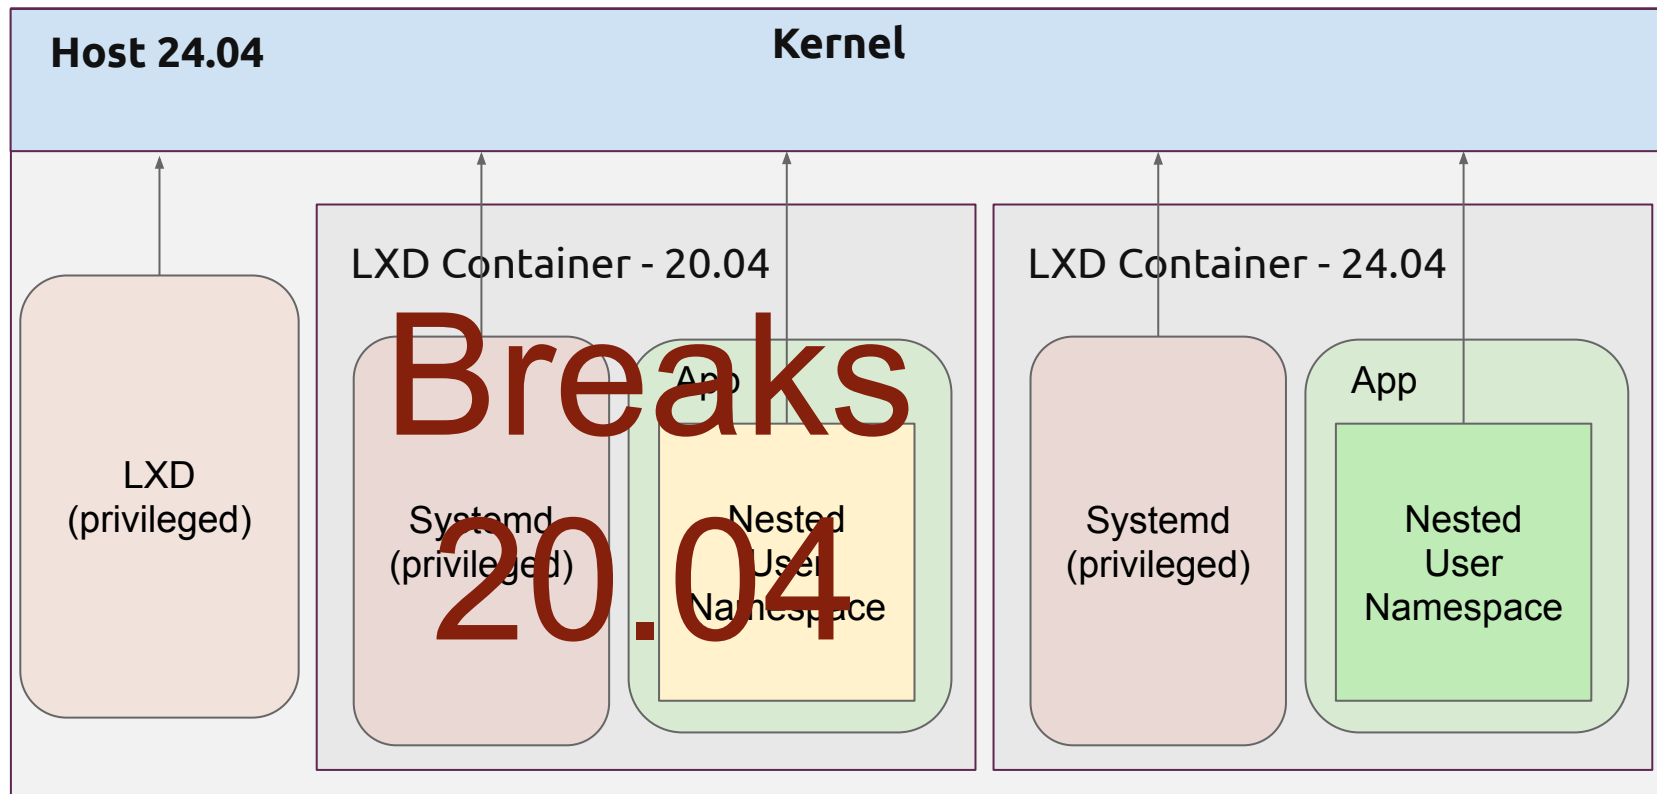 Host 24.04
Kernel
LXD
(privileged)
LXD Container - 20.04
Systemd
(privileged)
App
Nested
User
Namespace
Breaks
20.04
LXD Container - 24.04
Systemd
(privileged)
App
Nested
User
Namespace